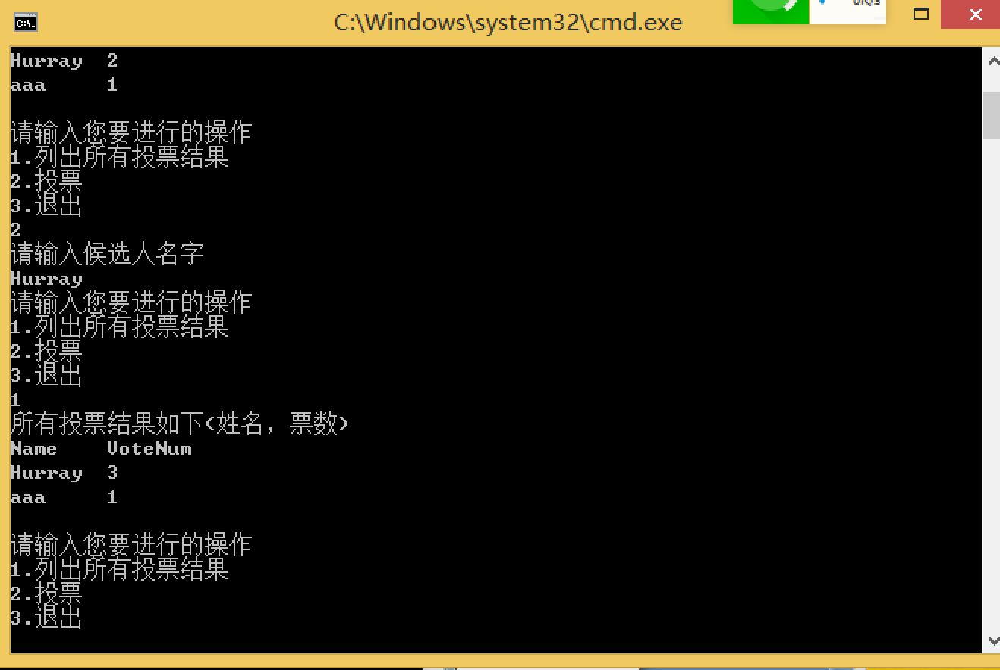 C:\Windows\system32\cmd.exe
Hurray 2
aaa 1
请输入您要进行的操作
1.列出所有投票结果
2.投票
3.退出
2
请输入候选人名字
Hurray
请输入您要进行的操作
1.列出所有投票结果
2.投票
3.退出
1
所有投票结果如下(姓名，票数)
Name VoteNum
Hurray 3
aaa 1
请输入您要进行的操作
1.列出所有投票结果
2.投票
3.退出